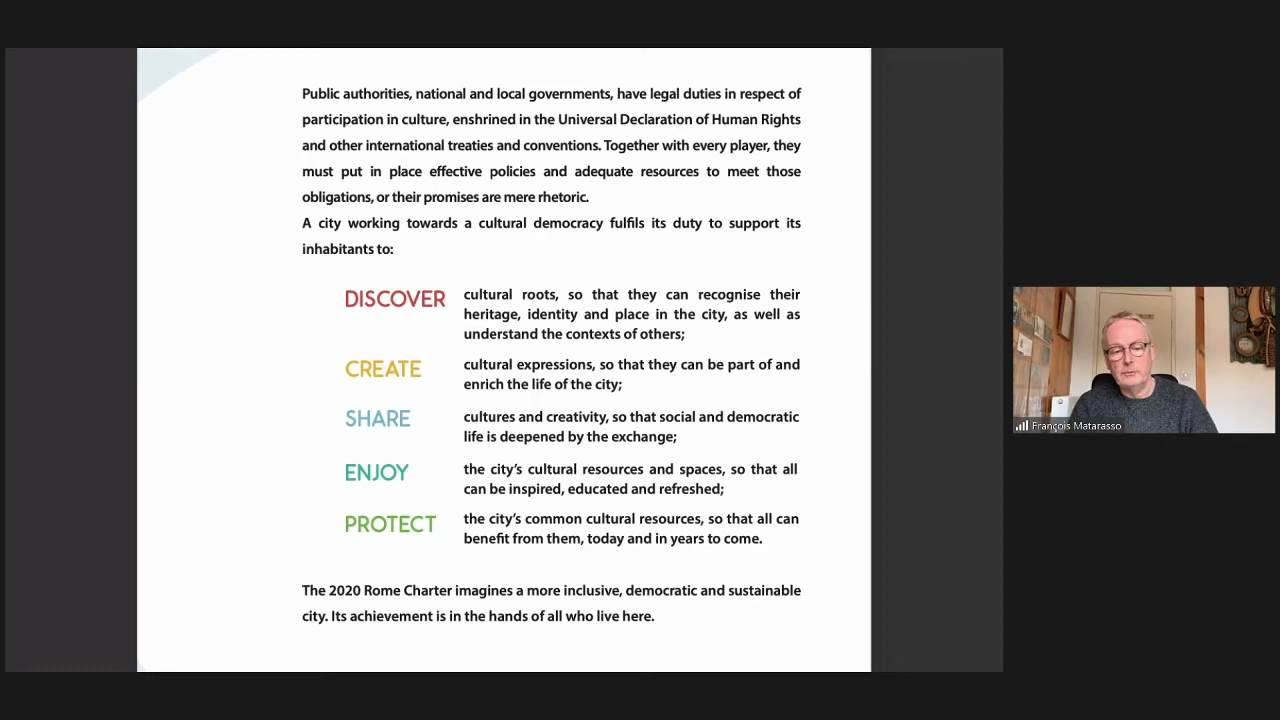 Public authorities, national and local governments, have legal duties in respect of
participation in culture, enshrined in the Universal Declaration of Human Rights
and other international treaties and conventions. Together with every player, they
must put in place effective policies and adequate resources to meet those
obligations, or their promises are mere rhetoric.
A city working towards a cultural democracy fulfils its duty to support its
inhabitants to:
DISCOVER
cultural roots, so that they can recognise their
heritage, identity and place in the city, as well as
understand the contexts of others;
CREATE
cultural expressions, so that they can be part of and
enrich the life of the city;
SHARE
cultures and creativity, so that social and democratic
life is deepened by the exchange;
ENJOY
the city's cultural resources and spaces, so that all
can be inspired, educated and refreshed;
PROTECT
the city's common cultural resources, so that all can
benefit from them, today and in years to come.
The 2020 Rome Charter imagines a more inclusive, democratic and sustainable
city. Its achievement is in the hands of all who live here.
François Matarasso